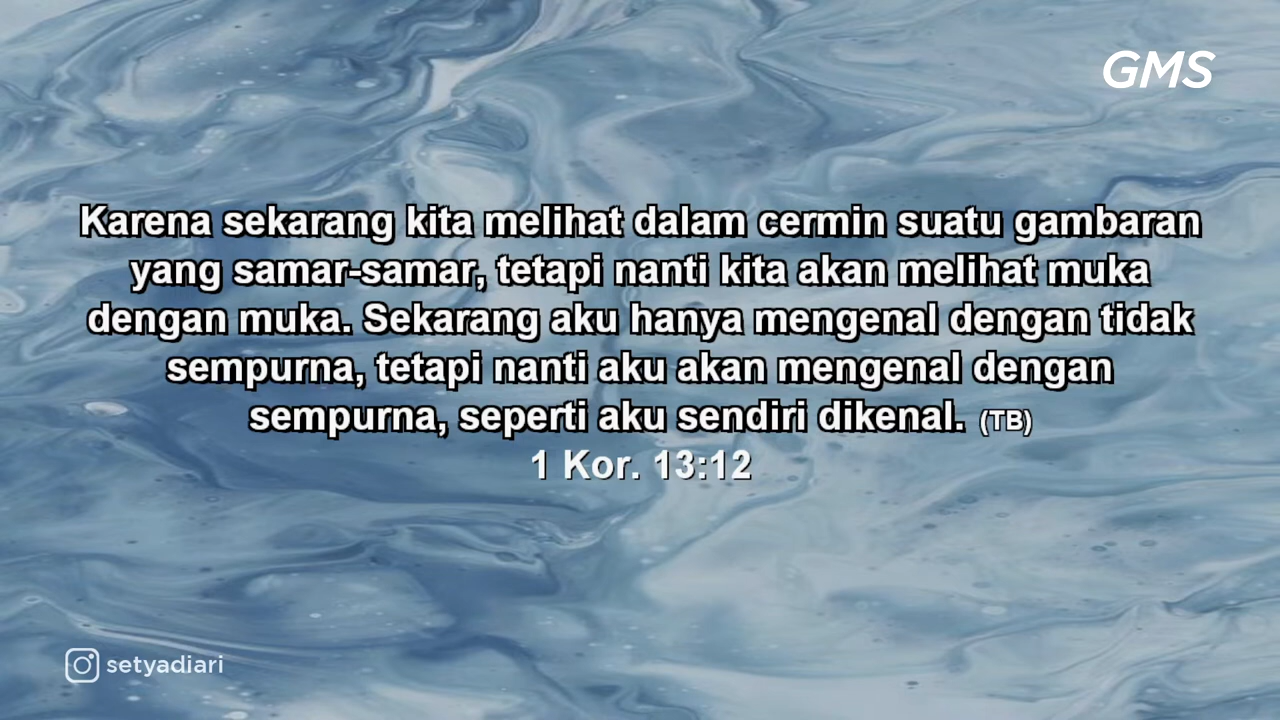 GMS
Karena sekarang kita melihat dalam cermin suatu gambaran
yang samar-samar, tetapi nanti kita akan melihat muka
dengan muka. Sekarang aku hanya mengenal dengan tidak
sempurna, tetapi nanti aku akan mengenal dengan
sempurna, seperti aku sendiri dikenal. (TB)
1 Kor. 13:12
setyadiari